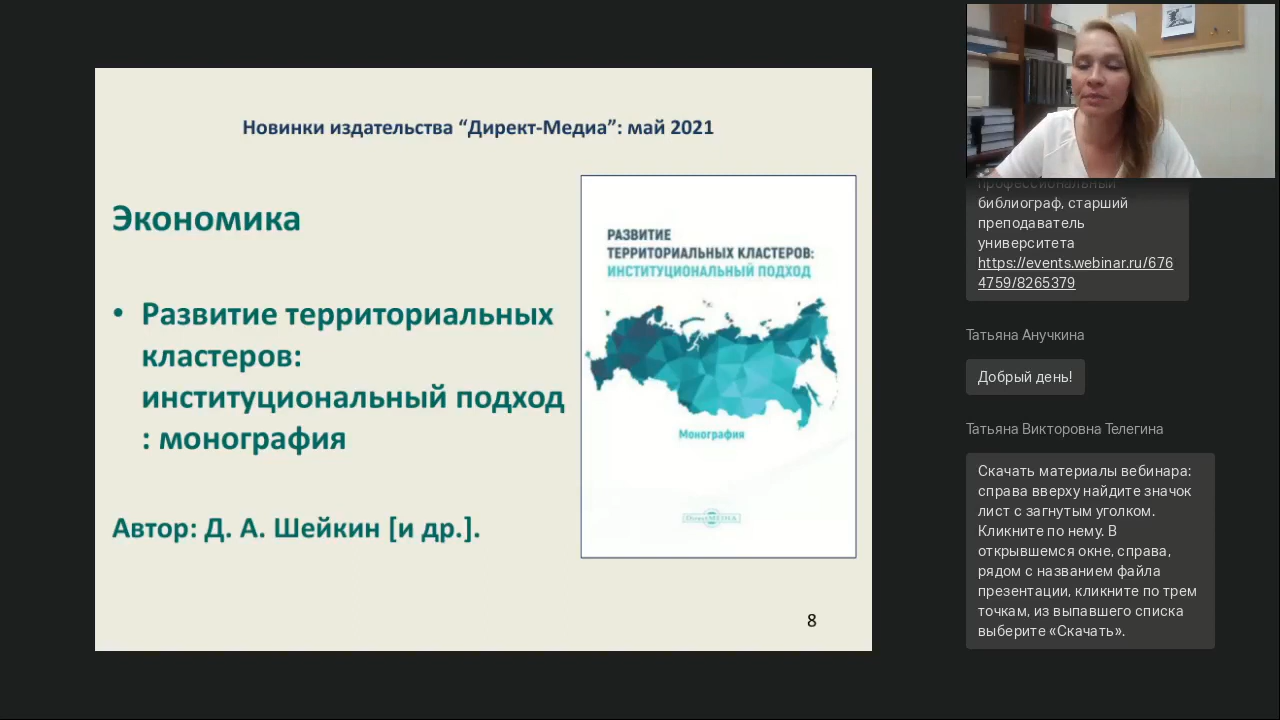 Новинки издательства “Директ-Медиа”: май 2021
Экономика
• Развитие территориальных
кластеров:
институциональный подход
: монография
Автор: Д. А. Шейкин [и др.].
РАЗВИТИЕ
ТЕРРИТОРИАЛЬНЫХ КЛАСТЕРОВ:
ИНСТИТУЦИОНАЛЬНЫЙ ПОДХОД
Монография
DirectMEDIA
8
профессиональный
библиограф, старший
преподаватель
университета
https://events.webinar.ru/676
4759/8265379
Татьяна Анучкина
Добрый день!
Татьяна Викторовна Телегина
Скачать материалы вебинара:
справа вверху найдите значок
лист с загнутым уголком.
Кликните по нему. В
открывшемся окне, справа,
рядом с названием файла
презентации, кликните по трем
точкам, из выпавшего списка
выберите «Скачать».